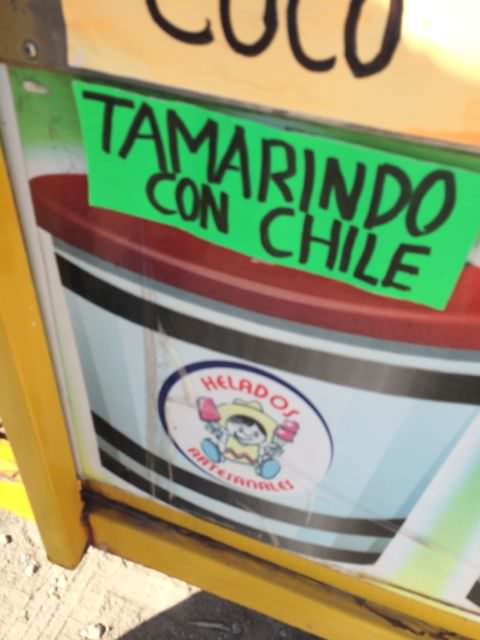 COCO
TAMARINDO
CON CHILE
HELADOS
ARTESANALES